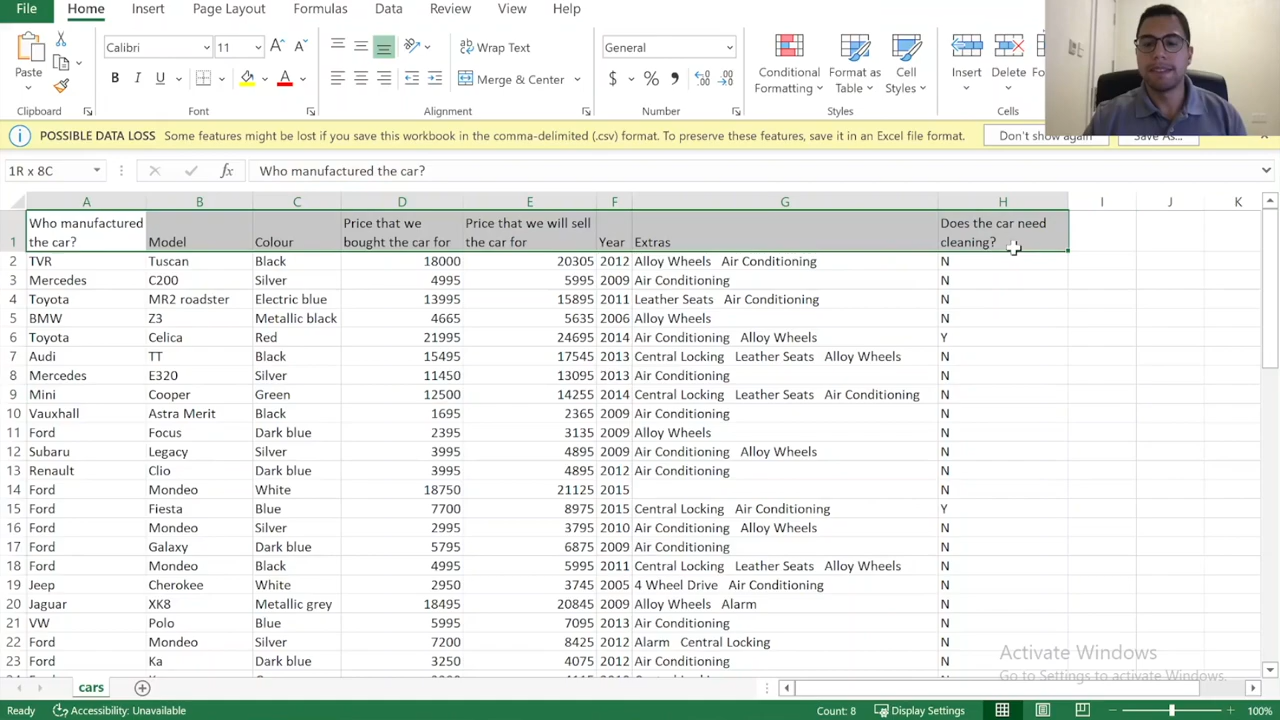 File Home Insert Page Layout Formulas Data Review View Help
Paste
Clipboard
Calibri 11
B I U
Font
Wrap Text
Merge & Center
Alignment
General
$ % ,
Number
Conditional Formatting
Format as Table
Cell Styles
Styles
Insert Delete
Cells
POSSIBLE DATA LOSS Some features might be lost if you save this workbook in the comma-delimited (.csv) format. To preserve these features, save it in an Excel file format. Don't show again Save As...
1R x 8C fx Who manufactured the car?
A B C D E F G H I J K
1 Who manufactured the car? Model Colour Price that we bought the car for Price that we will sell the car for Year Extras Does the car need cleaning?
2 TVR Tuscan Black 18000 20305 2012 Alloy Wheels Air Conditioning N
3 Mercedes C200 Silver 4995 5995 2009 Air Conditioning N
4 Toyota MR2 roadster Electric blue 13995 15895 2011 Leather Seats Air Conditioning N
5 BMW Z3 Metallic black 4665 5635 2006 Alloy Wheels N
6 Toyota Celica Red 21995 24695 2014 Air Conditioning Alloy Wheels Y
7 Audi TT Black 15495 17545 2013 Central Locking Leather Seats Alloy Wheels N
8 Mercedes E320 Silver 11450 13095 2013 Air Conditioning N
9 Mini Cooper Green 12500 14255 2014 Central Locking Leather Seats Air Conditioning N
10 Vauxhall Astra Merit Black 1695 2365 2009 Air Conditioning N
11 Ford Focus Dark blue 2395 3135 2009 Alloy Wheels N
12 Subaru Legacy Silver 3995 4895 2009 Air Conditioning Alloy Wheels N
13 Renault Clio Dark blue 3995 4895 2012 Air Conditioning N
14 Ford Mondeo White 18750 21125 2015 N
15 Ford Fiesta Blue 7700 8975 2015 Central Locking Air Conditioning Y
16 Ford Mondeo Silver 2995 3795 2010 Air Conditioning Alloy Wheels N
17 Ford Galaxy Dark blue 5795 6875 2009 Air Conditioning N
18 Ford Mondeo Black 4995 5995 2011 Central Locking Leather Seats Alloy Wheels N
19 Jeep Cherokee White 2950 3745 2005 4 Wheel Drive Air Conditioning N
20 Jaguar XK8 Metallic grey 18495 20845 2009 Alloy Wheels Alarm N
21 VW Polo Blue 5995 7095 2013 Air Conditioning N
22 Ford Mondeo Silver 7200 8425 2012 Alarm Central Locking N
23 Ford Ka Dark blue 3250 4075 2012 Air Conditioning N
Activate Windows
Go to Settings to activate Windows.
cars
Ready Accessibility: Unavailable Count: 8 Display Settings 100%